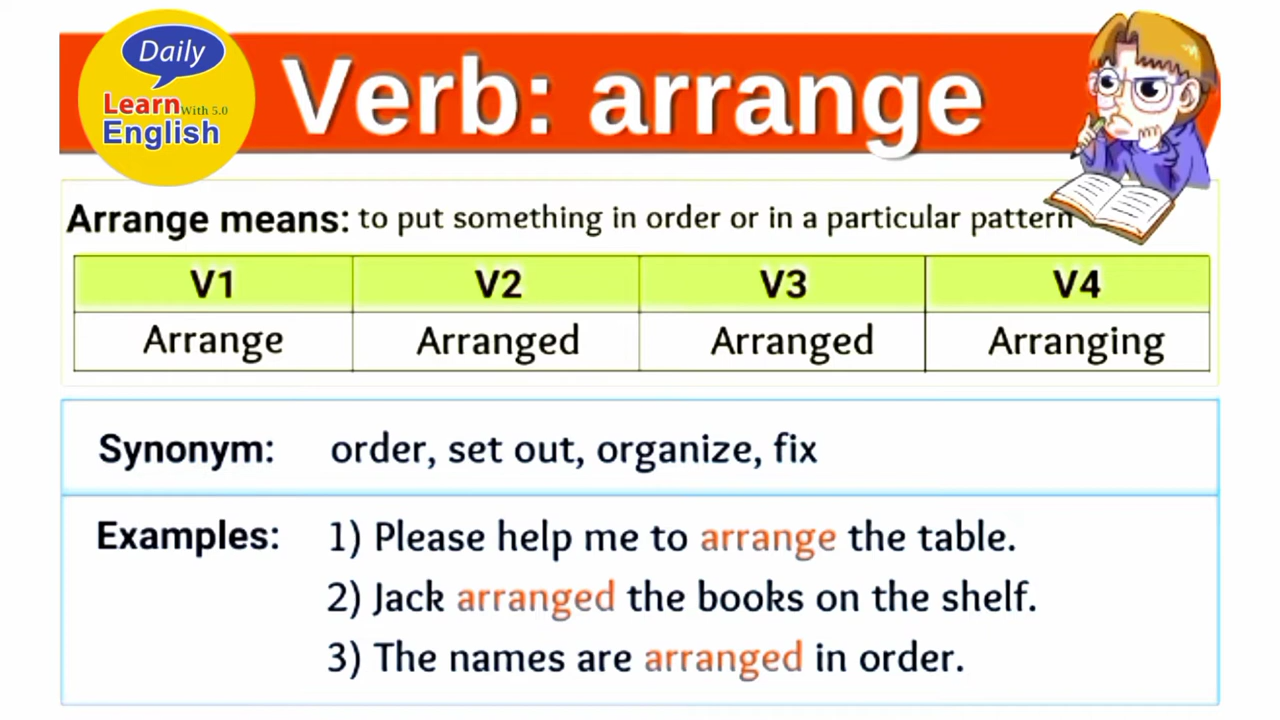 Daily
Learn With 5.0
English
Verb: arrange
Arrange means: to put something in order or in a particular pattern
V1 V2 V3 V4
Arrange Arranged Arranged Arranging
Synonym: order, set out, organize, fix
Examples: 1) Please help me to arrange the table.
2) Jack arranged the books on the shelf.
3) The names are arranged in order.